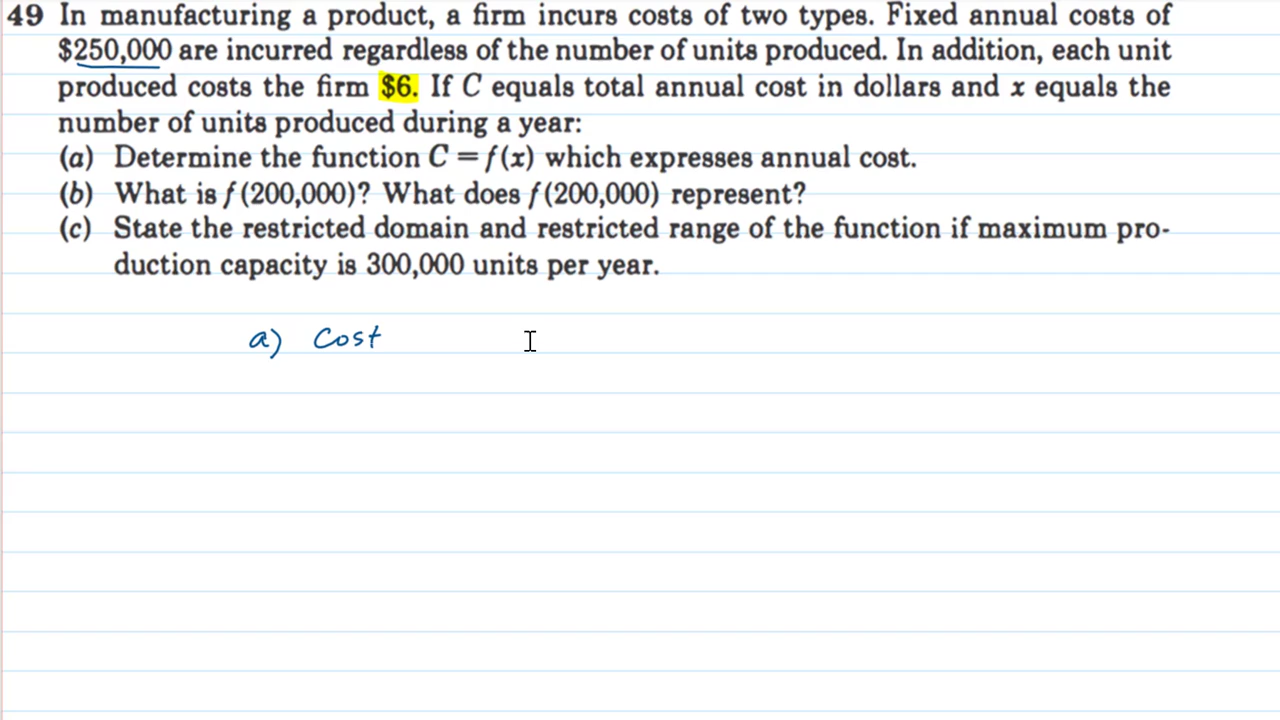 49 In manufacturing a product, a firm incurs costs of two types. Fixed annual costs of
$250,000 are incurred regardless of the number of units produced. In addition, each unit
produced costs the firm $6. If C equals total annual cost in dollars and x equals the
number of units produced during a year:
(a) Determine the function C = f(x) which expresses annual cost.
(b) What is f(200,000)? What does f(200,000) represent?
(c) State the restricted domain and restricted range of the function if maximum pro-
duction capacity is 300,000 units per year.
a) Cost